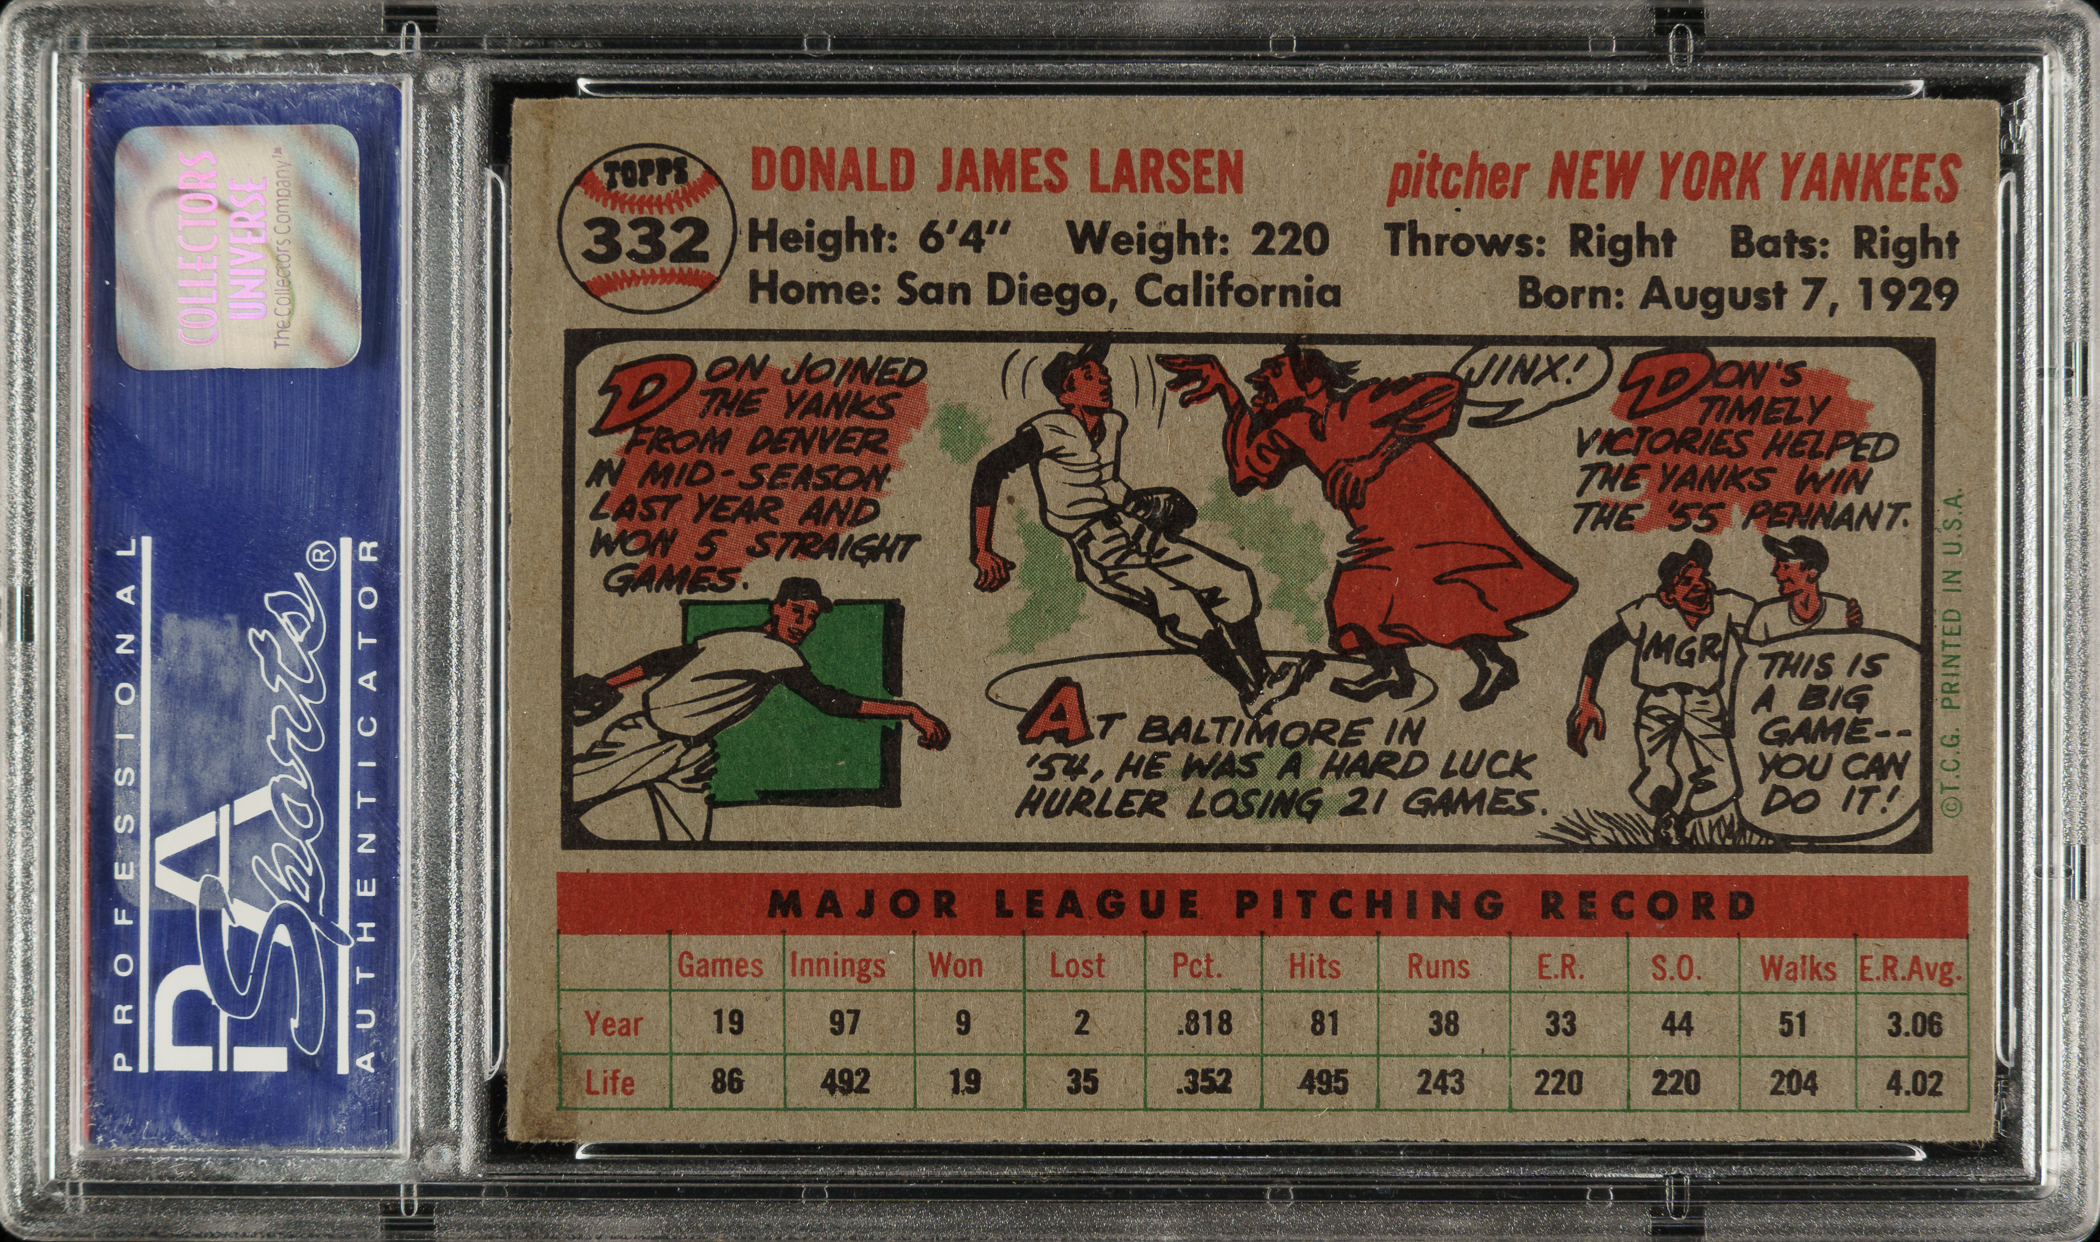 COLLECTORS
UNIVERSE
The Collectors Company™
PROFESSIONAL
PSA
Sports®
AUTHENTICATOR
TOPPS
332
DONALD JAMES LARSEN
pitcher NEW YORK YANKEES
Height: 6'4" Weight: 220 Throws: Right Bats: Right
Home: San Diego, California Born: August 7, 1929
DON JOINED
THE YANKS
FROM DENVER
IN MID-SEASON
LAST YEAR AND
WON 5 STRAIGHT
GAMES.
JINX!
AT BALTIMORE IN
'54, HE WAS A HARD LUCK
HURLER LOSING 21 GAMES.
DON'S
TIMELY
VICTORIES HELPED
THE YANKS WIN
THE '55 PENNANT.
MGR
THIS IS
A BIG
GAME--
YOU CAN
DO IT!
©T.C.G. PRINTED IN U.S.A.
MAJOR LEAGUE PITCHING RECORD
Games Innings Won Lost Pct. Hits Runs E.R. S.O. Walks E.R.Avg.
Year 19 97 9 2 .818 81 38 33 44 51 3.06
Life 86 492 19 35 .352 495 243 220 220 204 4.02